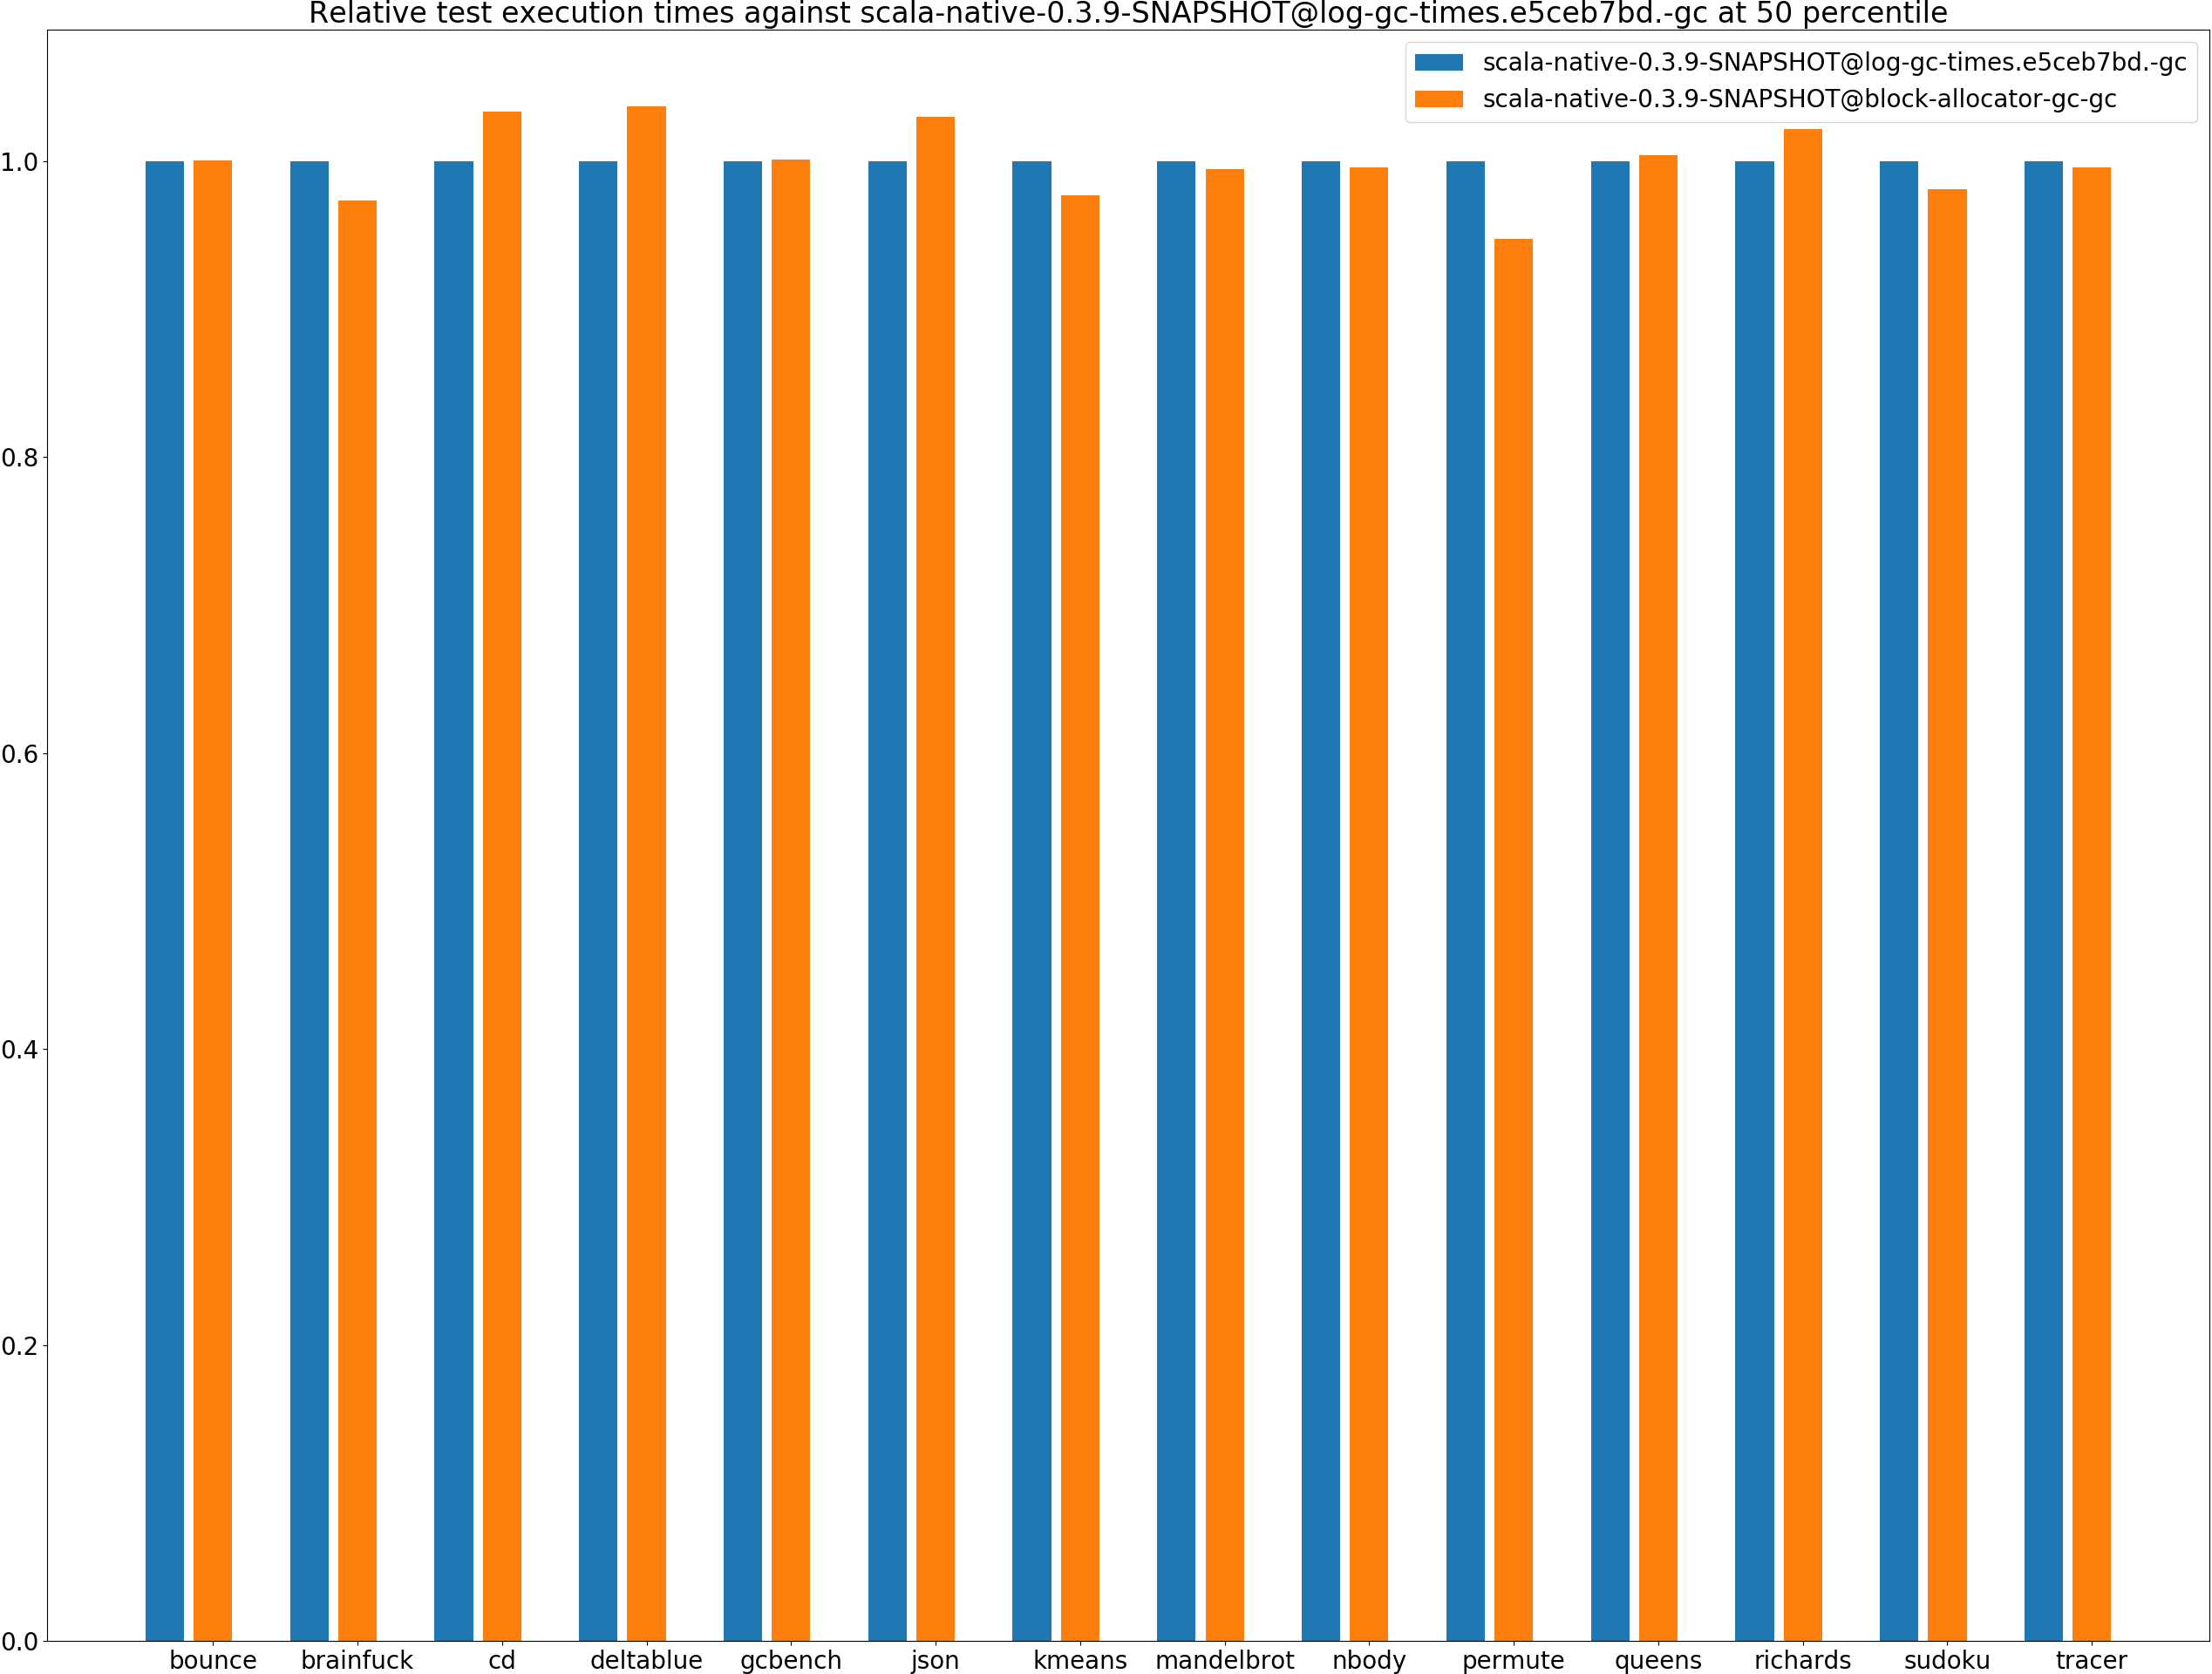 Relative test execution times against scala-native-0.3.9-SNAPSHOT@log-gc-times.e5ceb7bd.-gc at 50 percentile
scala-native-0.3.9-SNAPSHOT@log-gc-times.e5ceb7bd.-gc
scala-native-0.3.9-SNAPSHOT@block-allocator-gc-gc
1.0
0.8
0.6
0.4
0.2
0.0
bounce brainfuck cd deltablue gcbench json kmeans mandelbrot nbody permute queens richards sudoku tracer